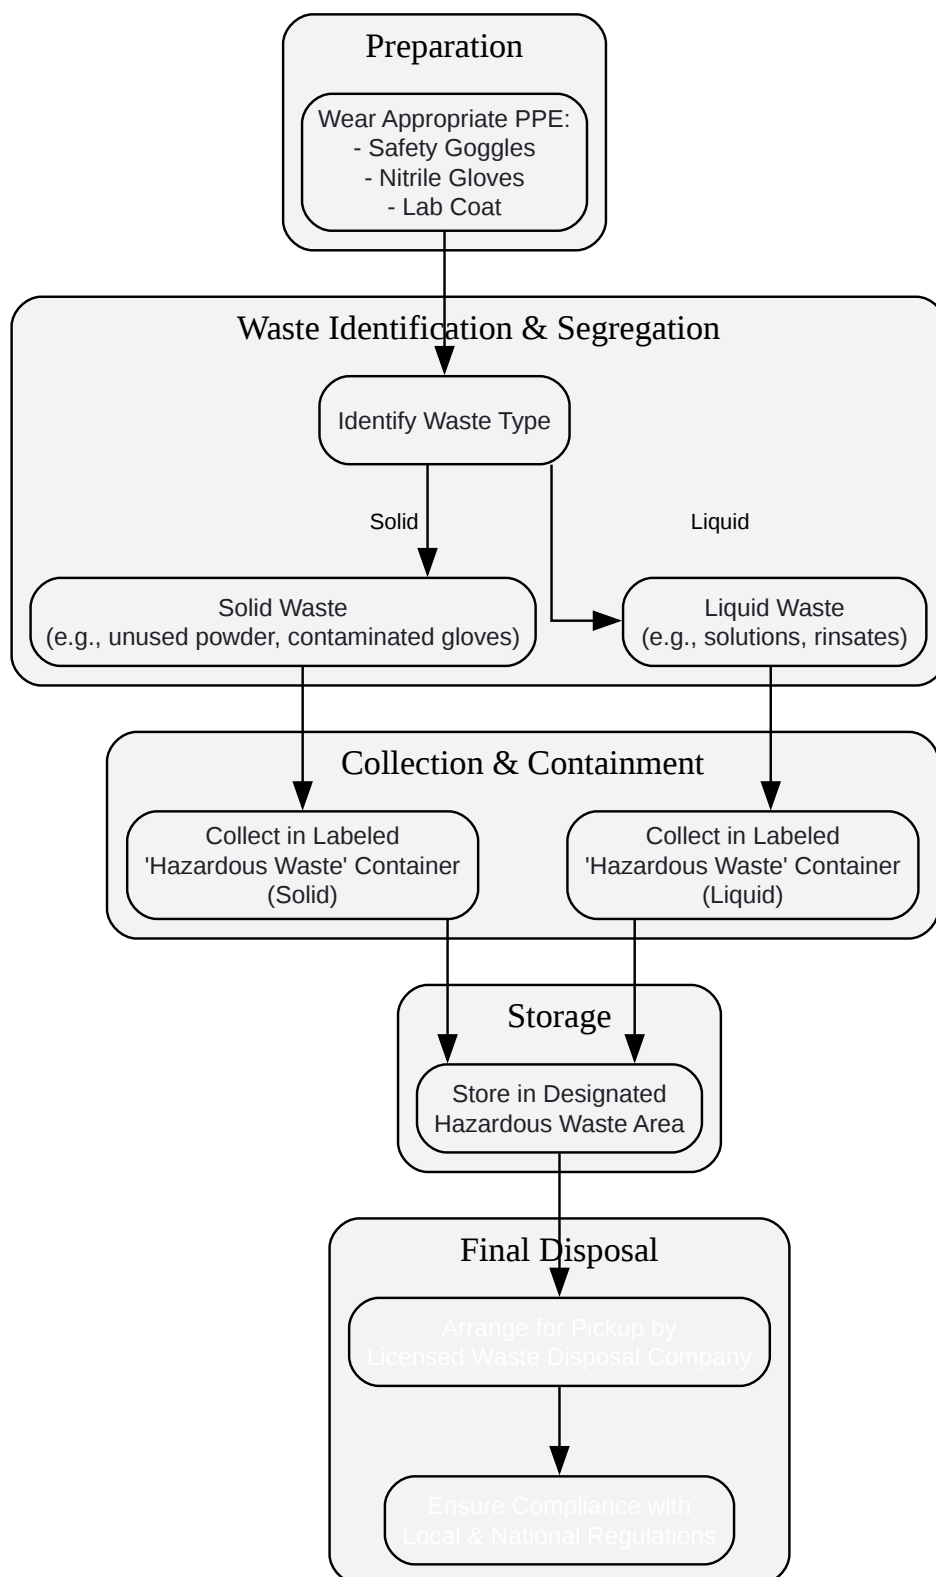 Preparation
Wear Appropriate PPE:
- Safety Goggles
- Nitrile Gloves
- Lab Coat
Waste Identification & Segregation
Identify Waste Type
Solid
Liquid
Solid Waste
(e.g., unused powder, contaminated gloves)
Liquid Waste
(e.g., solutions, rinsates)
Collection & Containment
Collect in Labeled
'Hazardous Waste' Container
(Solid)
Collect in Labeled
'Hazardous Waste' Container
(Liquid)
Storage
Store in Designated
Hazardous Waste Area
Final Disposal
Arrange for Pickup by
Licensed Waste Disposal Company
Ensure Compliance with
Local & National Regulations